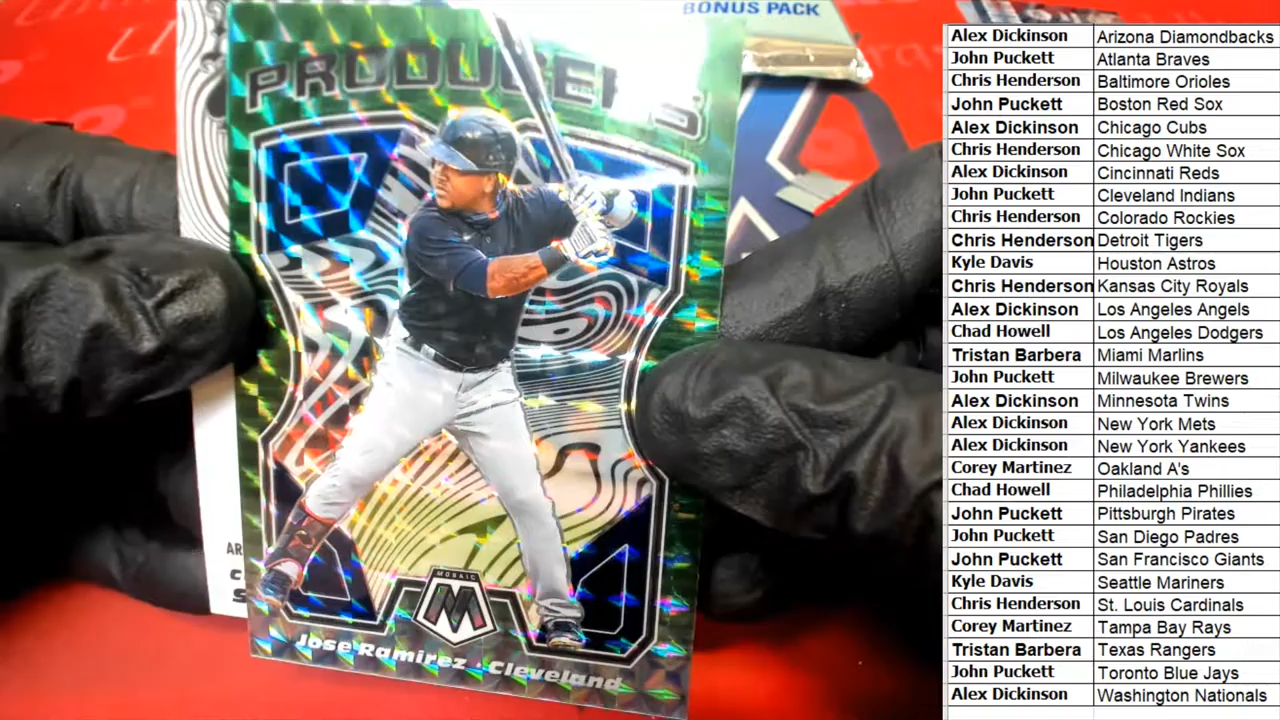 BONUS PACK
PRODUCERS
MOSAIC
M
Jose Ramirez · Cleveland
Alex Dickinson Arizona Diamondbacks
John Puckett Atlanta Braves
Chris Henderson Baltimore Orioles
John Puckett Boston Red Sox
Alex Dickinson Chicago Cubs
Chris Henderson Chicago White Sox
Alex Dickinson Cincinnati Reds
John Puckett Cleveland Indians
Chris Henderson Colorado Rockies
Chris Henderson Detroit Tigers
Kyle Davis Houston Astros
Chris Henderson Kansas City Royals
Alex Dickinson Los Angeles Angels
Chad Howell Los Angeles Dodgers
Tristan Barbera Miami Marlins
John Puckett Milwaukee Brewers
Alex Dickinson Minnesota Twins
Alex Dickinson New York Mets
Alex Dickinson New York Yankees
Corey Martinez Oakland A's
Chad Howell Philadelphia Phillies
John Puckett Pittsburgh Pirates
John Puckett San Diego Padres
John Puckett San Francisco Giants
Kyle Davis Seattle Mariners
Chris Henderson St. Louis Cardinals
Corey Martinez Tampa Bay Rays
Tristan Barbera Texas Rangers
John Puckett Toronto Blue Jays
Alex Dickinson Washington Nationals